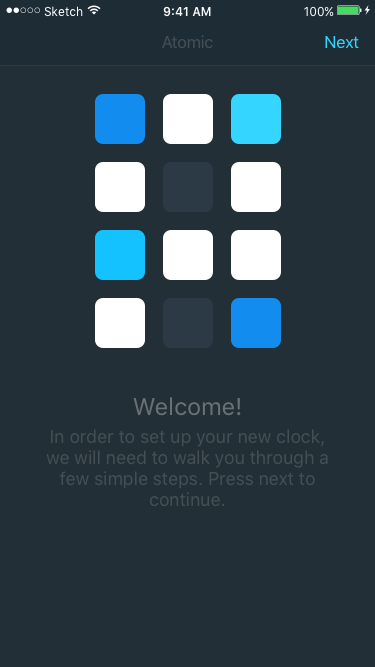 Sketch 9:41 AM 100%
Atomic Next
Welcome!
In order to set up your new clock,
we will need to walk you through a
few simple steps. Press next to
continue.